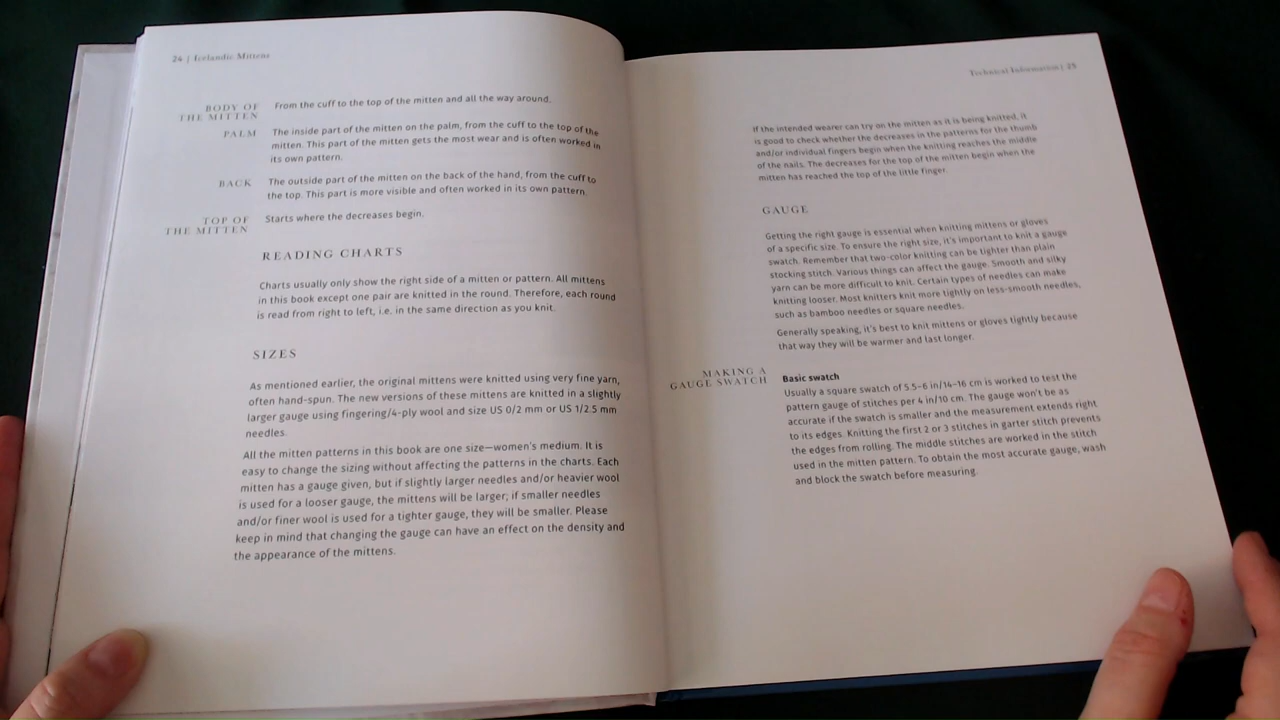 24 | Icelandic Mittens
BODY OF
THE MITTEN
From the cuff to the top of the mitten and all the way around.
PALM
The inside part of the mitten on the palm, from the cuff to the top of the
mitten. This part of the mitten gets the most wear and is often worked in
its own pattern.
BACK
The outside part of the mitten on the back of the hand, from the cuff to
the top. This part is more visible and often worked in its own pattern.
TOP OF
THE MITTEN
Starts where the decreases begin.
READING CHARTS
Charts usually only show the right side of a mitten or pattern. All mittens
in this book except one pair are knitted in the round. Therefore, each round
is read from right to left, i.e. in the same direction as you knit.
SIZES
As mentioned earlier, the original mittens were knitted using very fine yarn,
often hand-spun. The new versions of these mittens are knitted in a slightly
larger gauge using fingering/4-ply wool and size US 0/2 mm or US 1/2.5 mm
needles.
All the mitten patterns in this book are one size—women's medium. It is
easy to change the sizing without affecting the patterns in the charts. Each
mitten has a gauge given, but if slightly larger needles and/or heavier wool
is used for a looser gauge, the mittens will be larger; if smaller needles
and/or finer wool is used for a tighter gauge, they will be smaller. Please
keep in mind that changing the gauge can have an effect on the density and
the appearance of the mittens.
Technical Information | 25
If the intended wearer can try on the mitten as it is being knitted, it
is good to check whether the decreases in the patterns for the thumb
and/or individual fingers begin when the knitting reaches the middle
of the nails. The decreases for the top of the mitten begin when the
mitten has reached the top of the little finger.
GAUGE
Getting the right gauge is essential when knitting mittens or gloves
of a specific size. To ensure the right size, it's important to knit a gauge
swatch. Remember that two-color knitting can be tighter than plain
stocking stitch. Various things can affect the gauge. Smooth and silky
yarn can be more difficult to knit. Certain types of needles can make
knitting looser. Most knitters knit more tightly on less-smooth needles,
such as bamboo needles or square needles.
Generally speaking, it's best to knit mittens or gloves tightly because
that way they will be warmer and last longer.
MAKING A
GAUGE SWATCH
Basic swatch
Usually a square swatch of 5.5–6 in/14–16 cm is worked to test the
pattern gauge of stitches per 4 in/10 cm. The gauge won't be as
accurate if the swatch is smaller and the measurement extends right
to its edges. Knitting the first 2 or 3 stitches in garter stitch prevents
the edges from rolling. The middle stitches are worked in the stitch
used in the mitten pattern. To obtain the most accurate gauge, wash
and block the swatch before measuring.